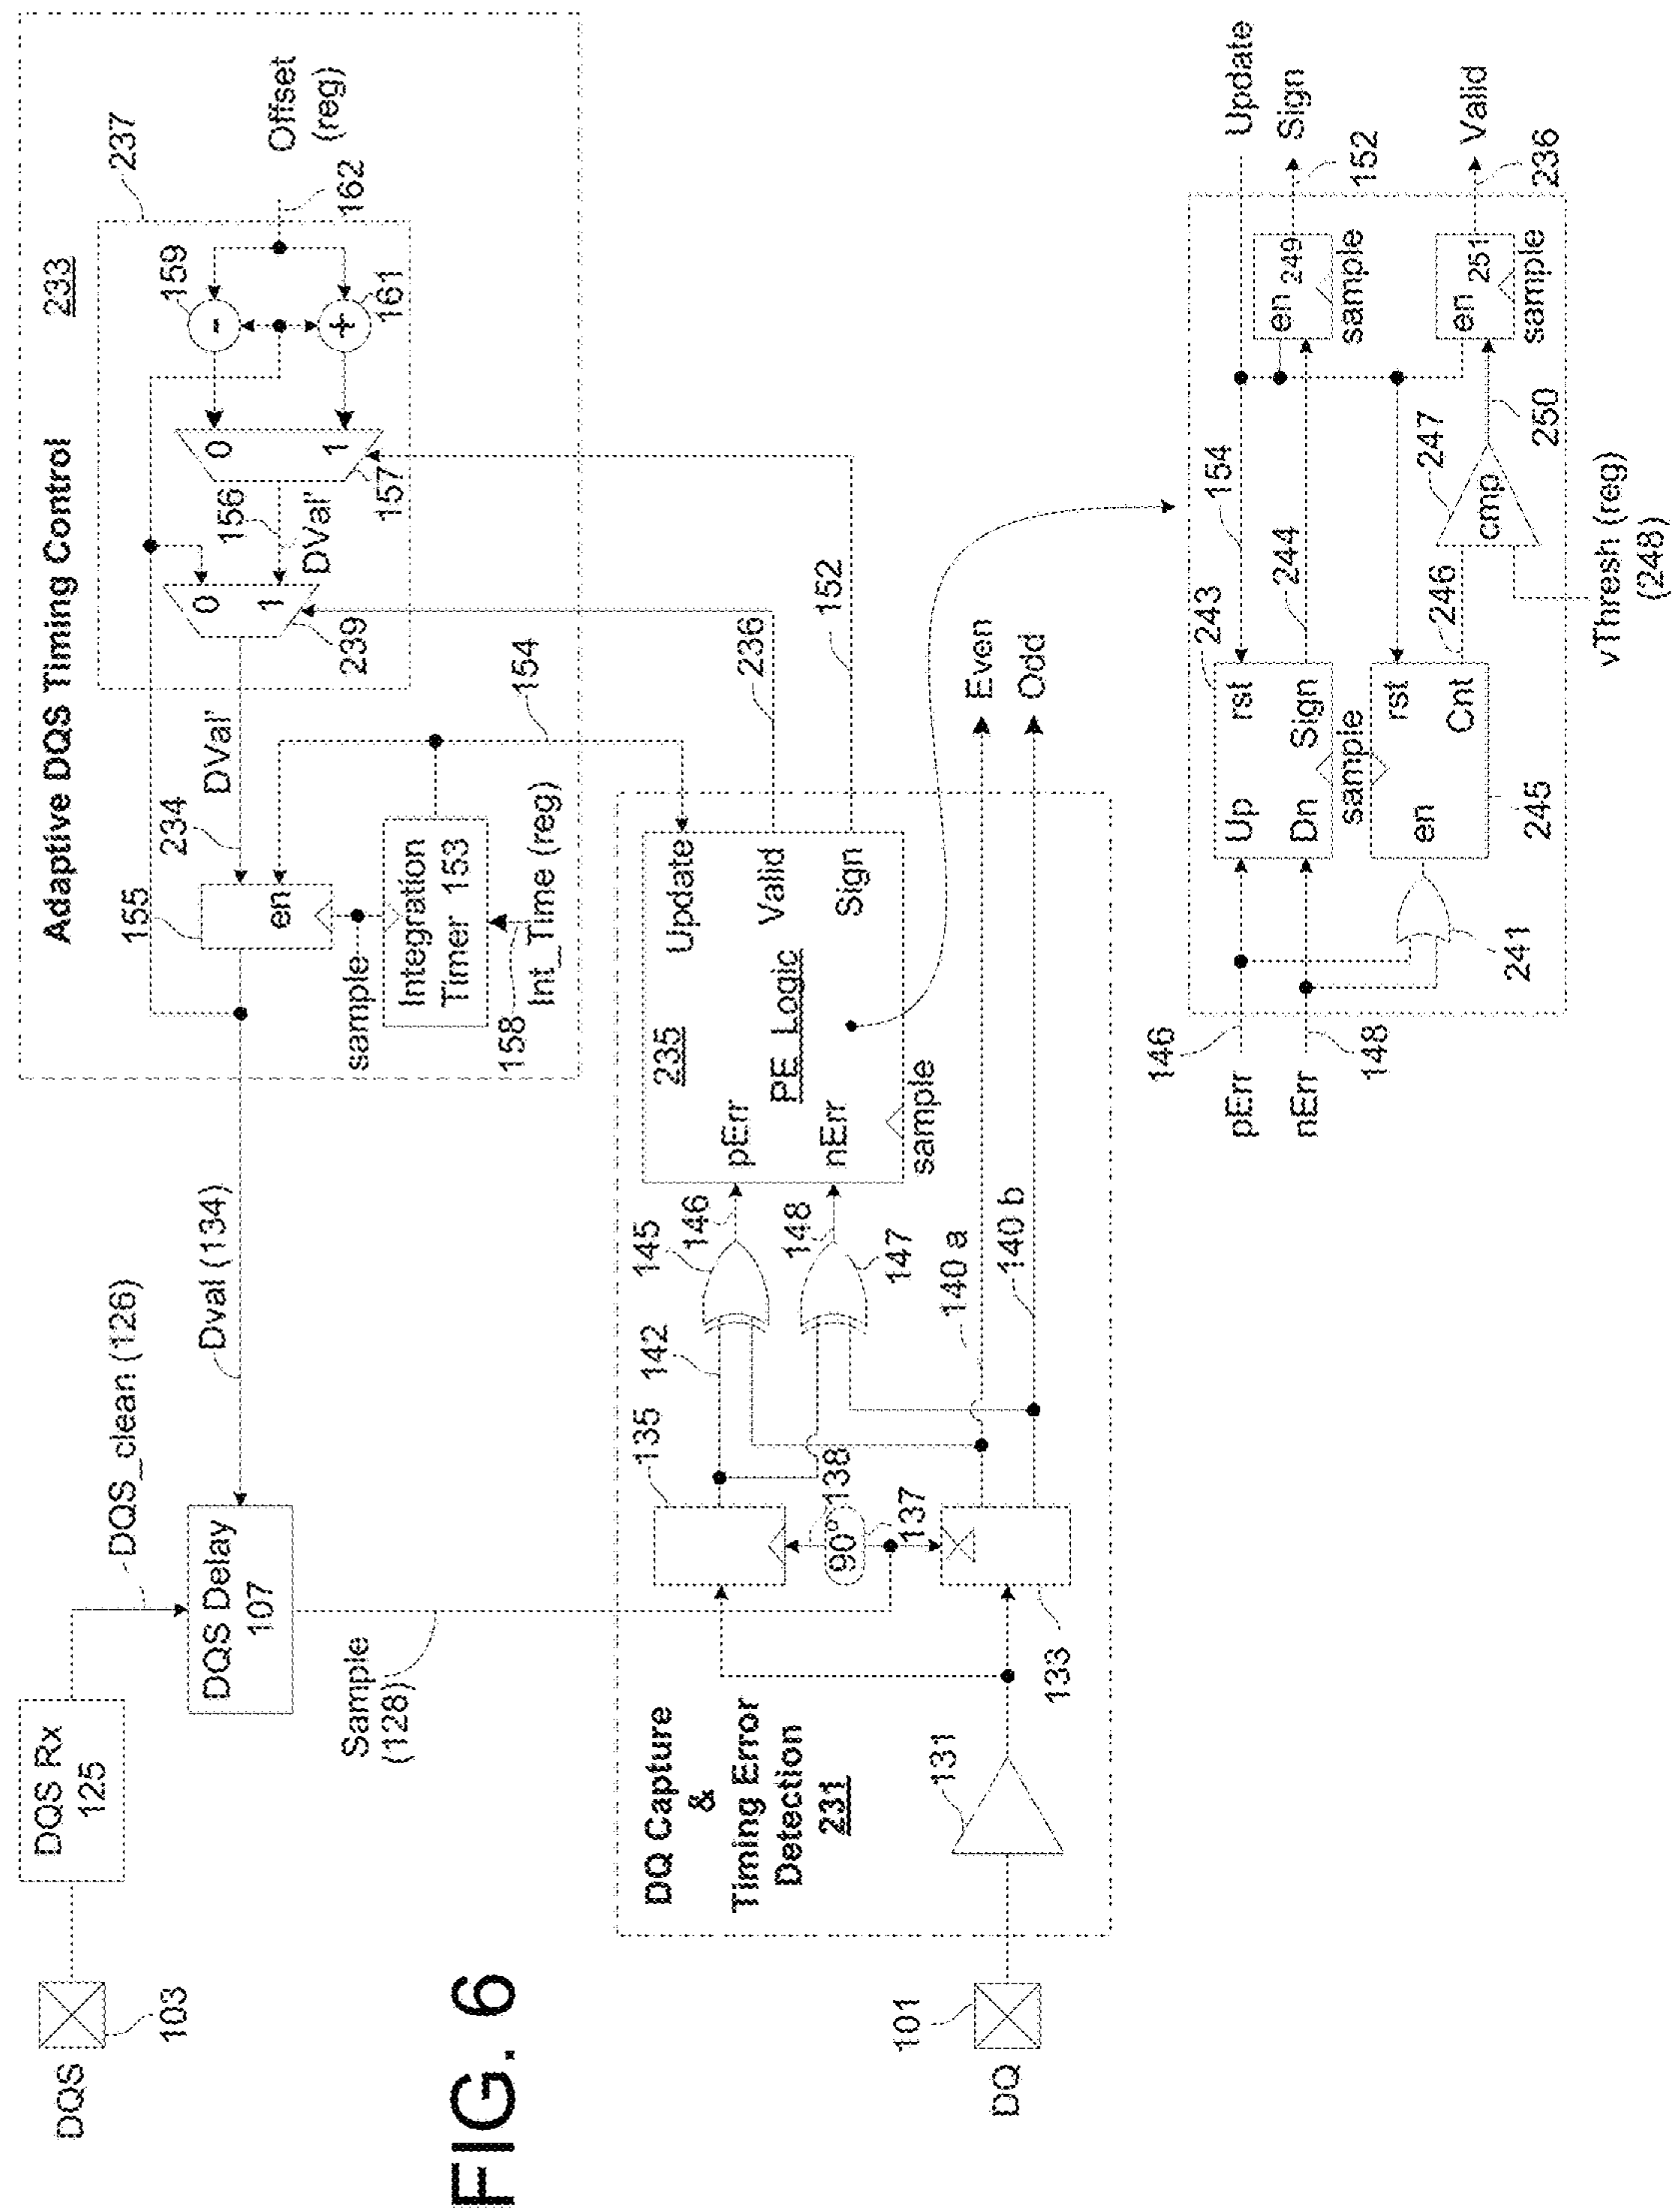 FIG. 6
DQS
103
DQS Rx
125
DQS_clean (126)
DQS Delay
107
Dval (134)
Sample
(128)
Adaptive DQS Timing Control
233
237
155
234
DVal'
en
sample
Integration
Timer 153
158
Int_Time (reg)
154
239
0
1
156
DVal'
157
0
1
159
-
+
161
162
Offset
(reg)
DQ
101
DQ Capture
&
Timing Error
Detection
231
131
133
135
90°
138
137
142
145
146
148
147
140 a
140 b
235
PE Logic
pErr
nErr
Update
Valid
Sign
sample
236
152
Even
Odd
pErr
146
nErr
148
241
Up
Dn
rst
Sign
243
sample
en
rst
Cnt
245
154
244
246
247
cmp
vThresh (reg)
(248)
250
en
249
sample
en
251
sample
Update
Sign
152
Valid
236